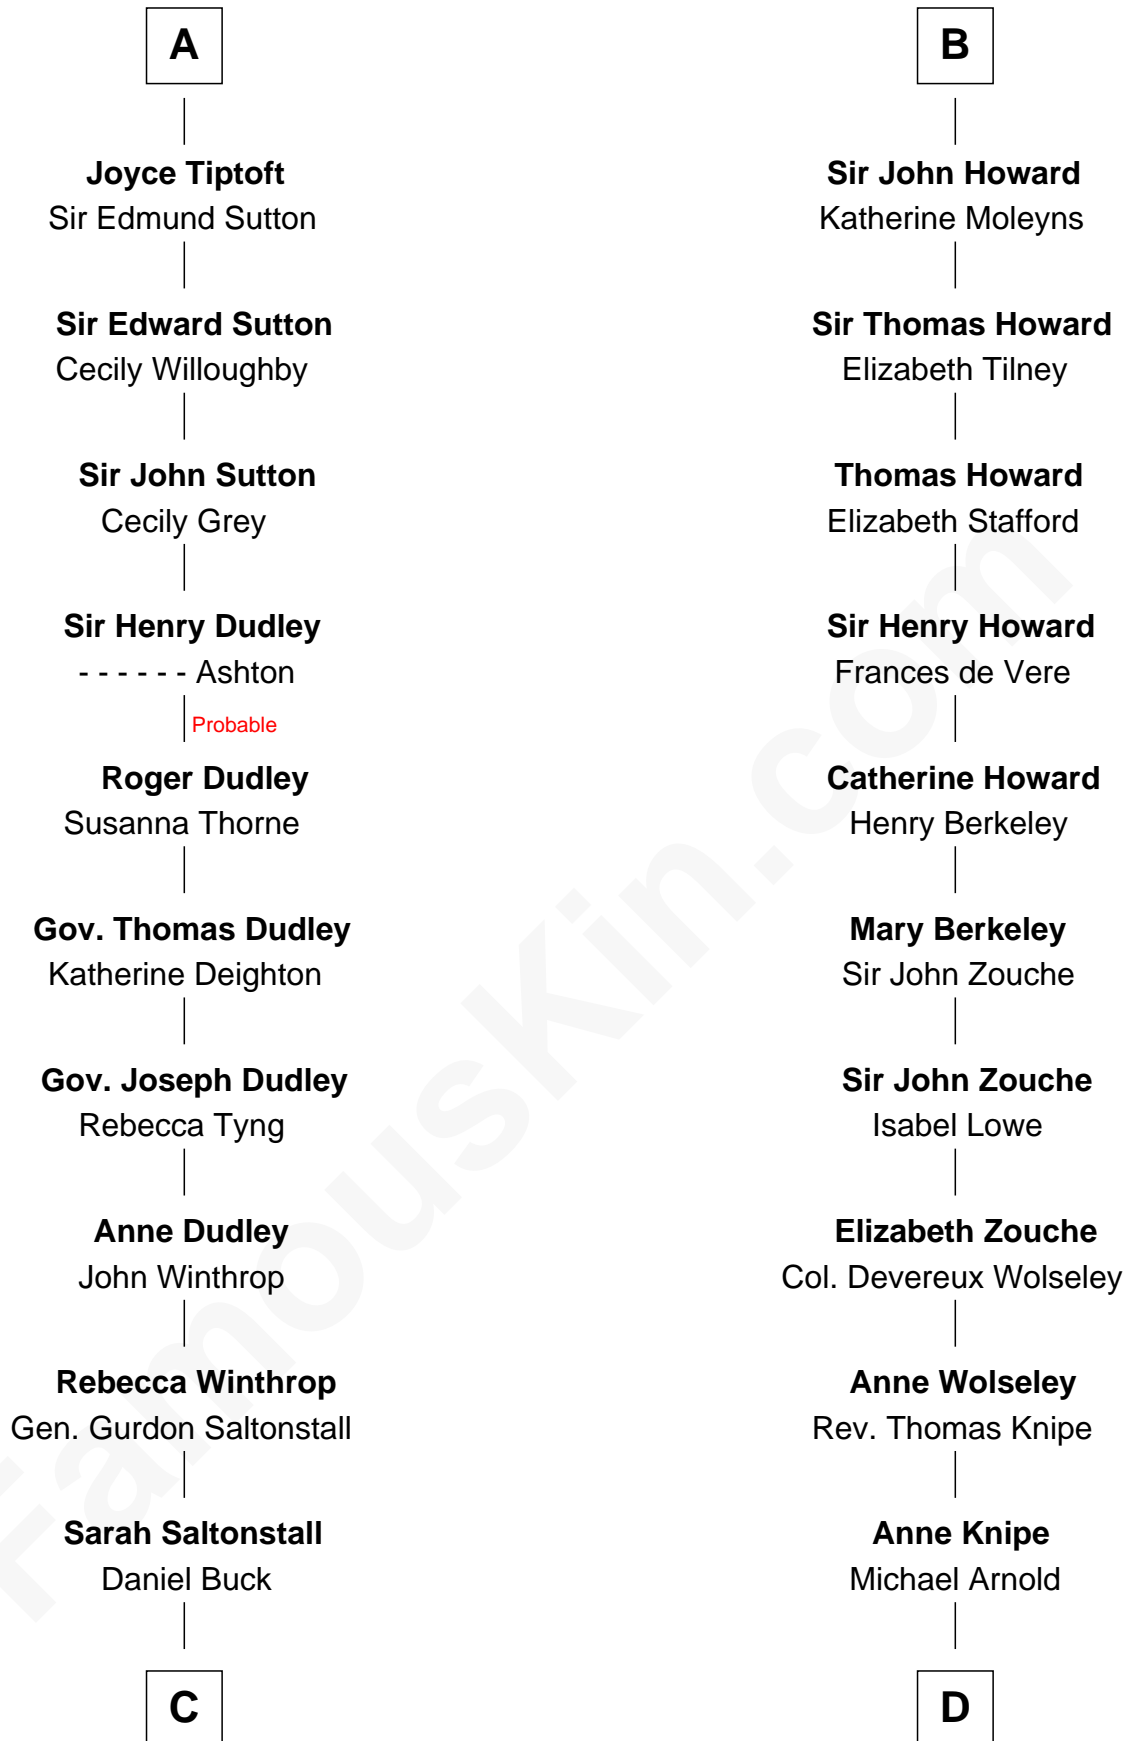 A
Joyce Tiptoft
Sir Edmund Sutton
Sir Edward Sutton
Cecily Willoughby
Sir John Sutton
Cecily Grey
Sir Henry Dudley
- - - - - - Ashton
Probable
Roger Dudley
Susanna Thorne
Gov. Thomas Dudley
Katherine Deighton
Gov. Joseph Dudley
Rebecca Tyng
Anne Dudley
John Winthrop
Rebecca Winthrop
Gen. Gurdon Saltonstall
Sarah Saltonstall
Daniel Buck
C
B
Sir John Howard
Katherine Moleyns
Sir Thomas Howard
Elizabeth Tilney
Thomas Howard
Elizabeth Stafford
Sir Henry Howard
Frances de Vere
Catherine Howard
Henry Berkeley
Mary Berkeley
Sir John Zouche
Sir John Zouche
Isabel Lowe
Elizabeth Zouche
Col. Devereux Wolseley
Anne Wolseley
Rev. Thomas Knipe
Anne Knipe
Michael Arnold
D
FamousKin.com